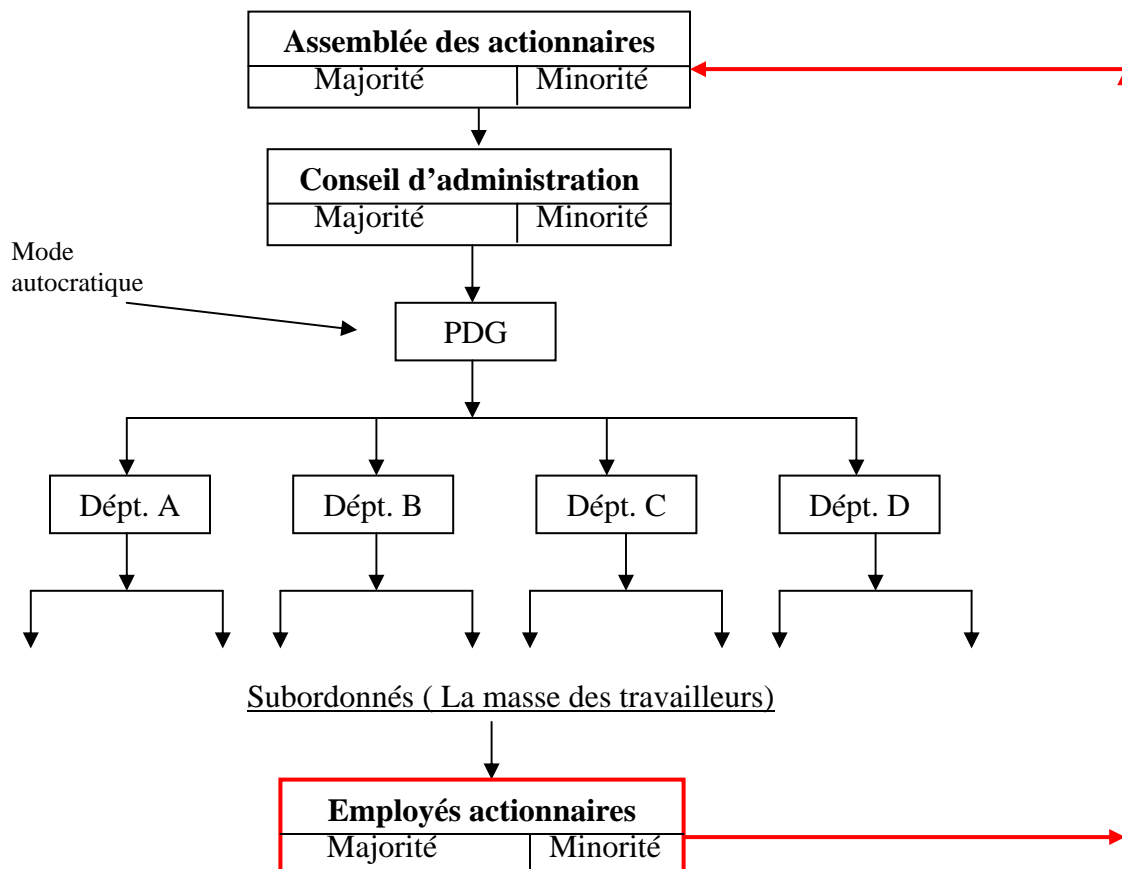 Assemblée des actionnaires
Majorité Minorité
Conseil d’administration
Majorité Minorité
Mode
autocratique
PDG
Dépt. A Dépt. B Dépt. C Dépt. D
Subordonnés ( La masse des travailleurs)
Employés actionnaires
Majorité Minorité